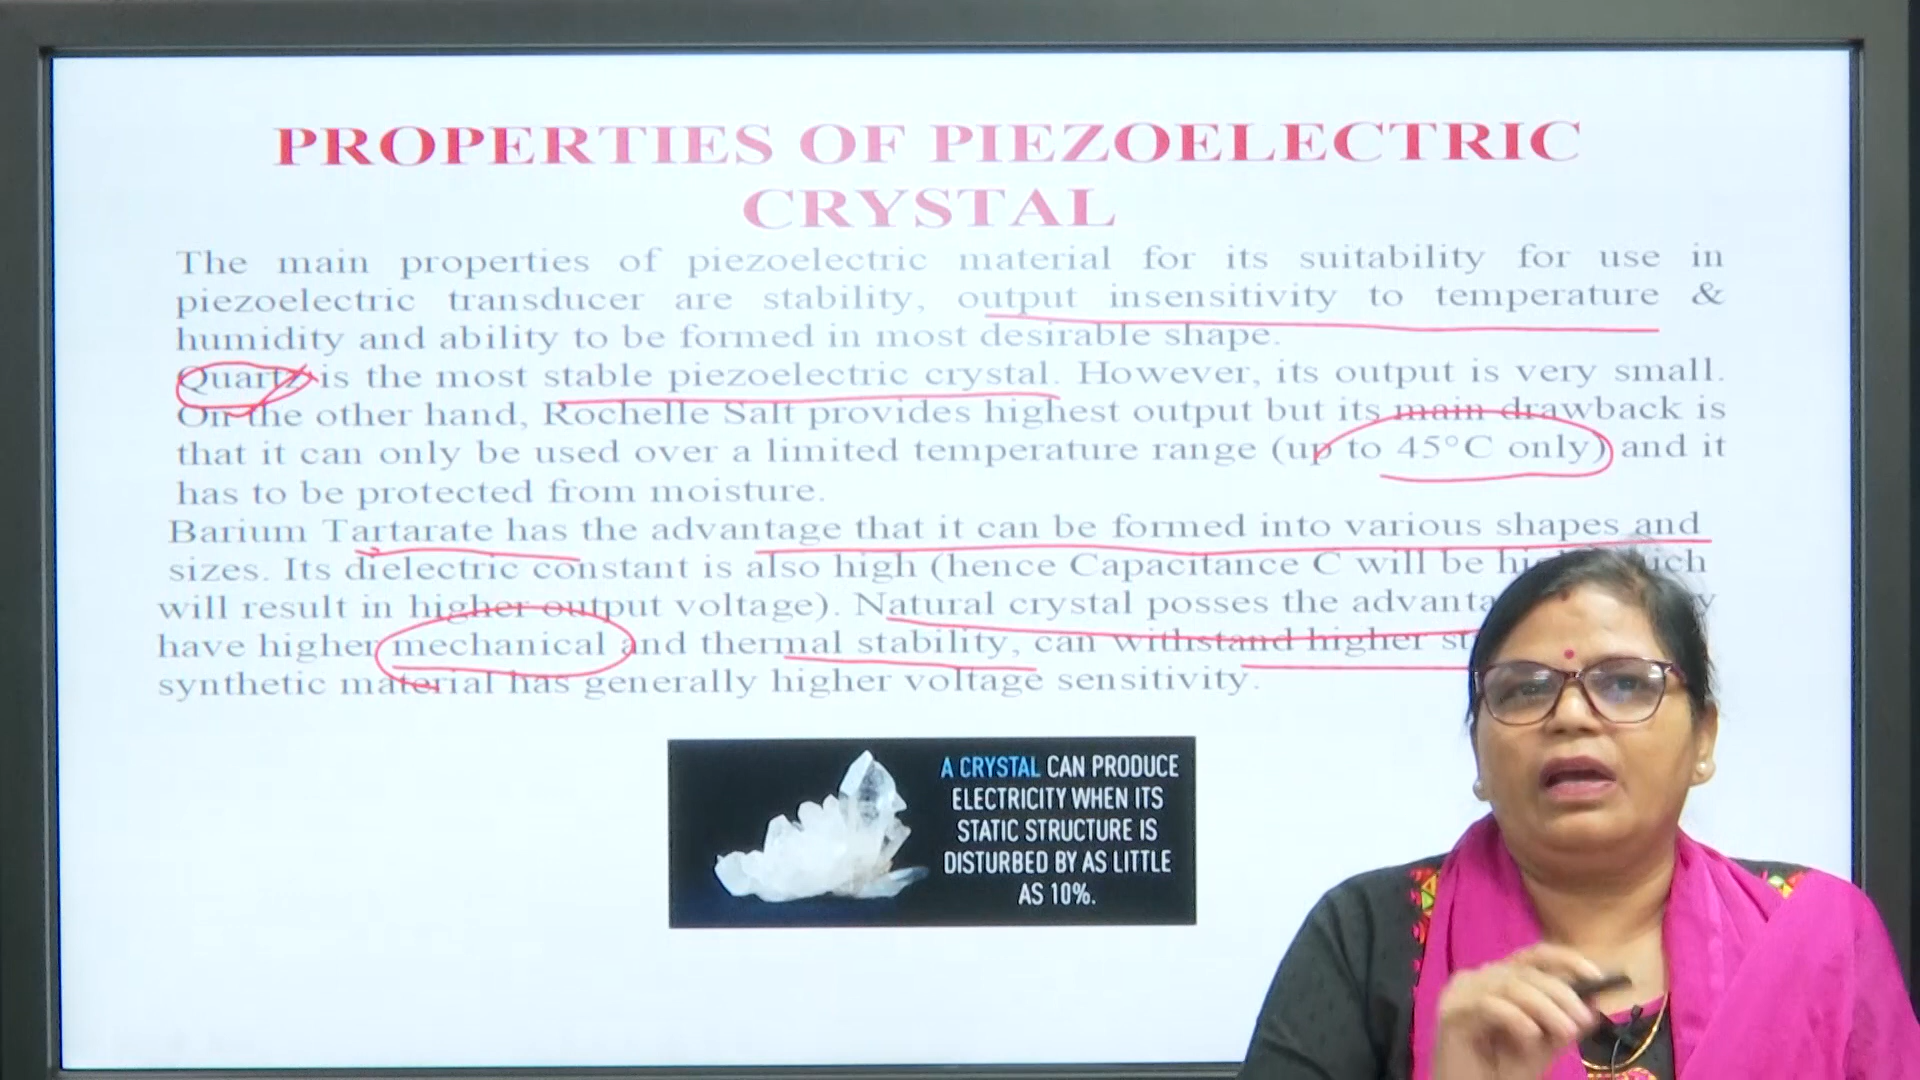 PROPERTIES OF PIEZOELECTRIC
CRYSTAL
The main properties of piezoelectric material for its suitability for use in
piezoelectric transducer are stability, output insensitivity to temperature &
humidity and ability to be formed in most desirable shape.
Quartz is the most stable piezoelectric crystal. However, its output is very small.
On the other hand, Rochelle Salt provides highest output but its main drawback is
that it can only be used over a limited temperature range (up to 45°C only) and it
has to be protected from moisture.
Barium Tartarate has the advantage that it can be formed into various shapes and
sizes. Its dielectric constant is also high (hence Capacitance C will be
will result in higher output voltage). Natural crystal posses the
have higher mechanical and thermal stability, can withstand higher
synthetic material has generally higher voltage sensitivity.
A CRYSTAL CAN PRODUCE
ELECTRICITY WHEN ITS
STATIC STRUCTURE IS
DISTURBED BY AS LITTLE
AS 10%.